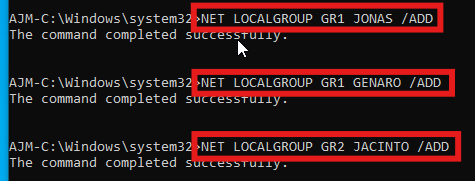 AJM-C:\Windows\system32>NET LOCALGROUP GR1 JONAS /ADD
The command completed successfully.
AJM-C:\Windows\system32>NET LOCALGROUP GR1 GENARO /ADD
The command completed successfully.
AJM-C:\Windows\system32>NET LOCALGROUP GR2 JACINTO /ADD
The command completed successfully.